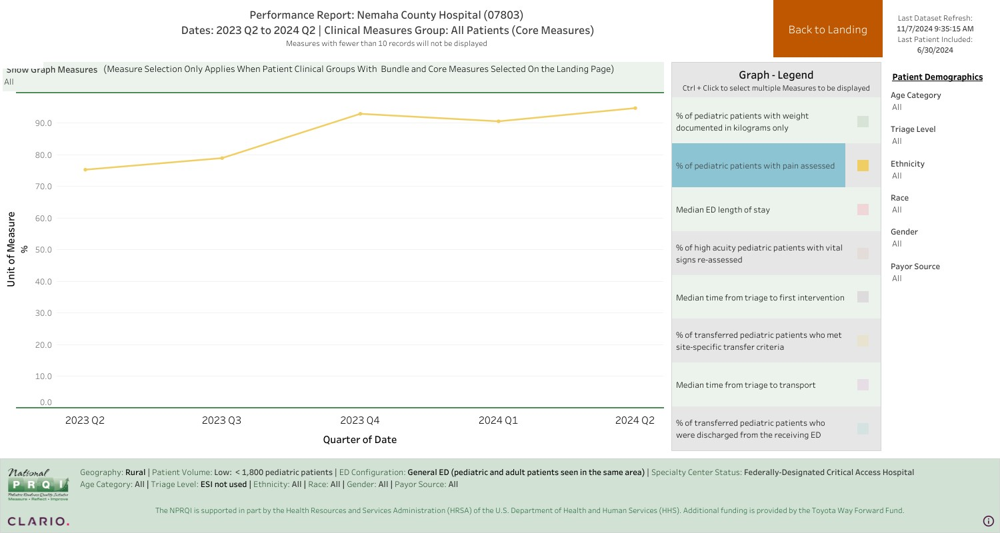 Performance Report: Nemaha County Hospital (07803)
Dates: 2023 Q2 to 2024 Q2 | Clinical Measures Group: All Patients (Core Measures)
Measures with fewer than 10 records will not be displayed
Back to Landing
Last Dataset Refresh:
11/7/2024 9:35:15 AM
Last Patient Included:
6/30/2024
Show Graph Measures (Measure Selection Only Applies When Patient Clinical Groups With Bundle and Core Measures Selected On the Landing Page)
All
90.0
80.0
70.0
60.0
50.0
40.0
30.0
20.0
10.0
0.0
Unit of Measure
%
2023 Q2
2023 Q3
2023 Q4
2024 Q1
2024 Q2
Quarter of Date
Graph - Legend
Ctrl + Click to select multiple Measures to be displayed
% of pediatric patients with weight
documented in kilograms only
% of pediatric patients with pain assessed
Median ED length of stay
% of high acuity pediatric patients with vital
signs re-assessed
Median time from triage to first intervention
% of transferred pediatric patients who met
site-specific transfer criteria
Median time from triage to transport
% of transferred pediatric patients who
were discharged from the receiving ED
Patient Demographics
Age Category
All
Triage Level
All
Ethnicity
All
Race
All
Gender
All
Payor Source
All
National
PRQI
Pediatric Readiness Quality Initiative
Measure • Reflect • Improve
CLARIO.
Geography: Rural | Patient Volume: Low: < 1,800 pediatric patients | ED Configuration: General ED (pediatric and adult patients seen in the same area) | Specialty Center Status: Federally-Designated Critical Access Hospital
Age Category: All | Triage Level: ESI not used | Ethnicity: All | Race: All | Gender: All | Payor Source: All
The NPRQI is supported in part by the Health Resources and Services Administration (HRSA) of the U.S. Department of Health and Human Services (HHS). Additional funding is provided by the Toyota Way Forward Fund.